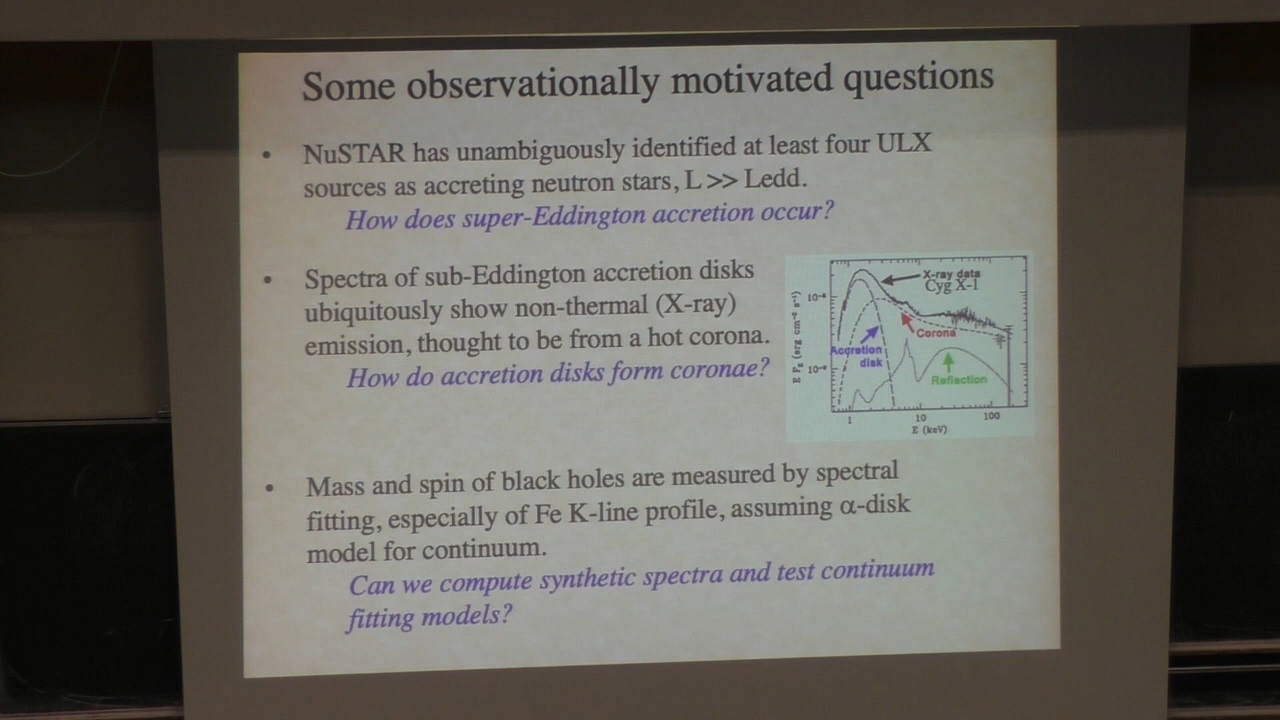 Some observationally motivated questions
• NuSTAR has unambiguously identified at least four ULX
sources as accreting neutron stars, L >> Ledd.
How does super-Eddington accretion occur?
• Spectra of sub-Eddington accretion disks
ubiquitously show non-thermal (X-ray)
emission, thought to be from a hot corona.
How do accretion disks form coronae?
X-ray data
Cyg X-1
Corona
Accretion
disk
Reflection
1
10
100
E (keV)
• Mass and spin of black holes are measured by spectral
fitting, especially of Fe K-line profile, assuming α-disk
model for continuum.
Can we compute synthetic spectra and test continuum
fitting models?